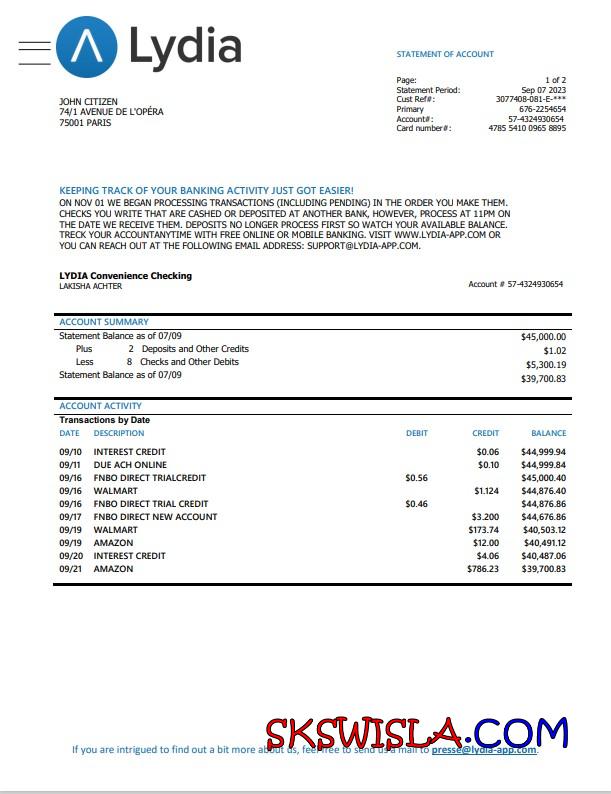 Lydia
STATEMENT OF ACCOUNT
Page: 1 of 2
Statement Period: Sep 07 2023
Cust Ref#: 3077408-081-E-***
Primary 676-2254654
Account#: 57-4324930654
Card number#: 4785 5410 0965 8895
JOHN CITIZEN
74/1 AVENUE DE L'OPÉRA
75001 PARIS
KEEPING TRACK OF YOUR BANKING ACTIVITY JUST GOT EASIER!
ON NOV 01 WE BEGAN PROCESSING TRANSACTIONS (INCLUDING PENDING) IN THE ORDER YOU MAKE THEM.
CHECKS YOU WRITE THAT ARE CASHED OR DEPOSITED AT ANOTHER BANK, HOWEVER, PROCESS AT 11PM ON
THE DATE WE RECEIVE THEM. DEPOSITS NO LONGER PROCESS FIRST SO WATCH YOUR AVAILABLE BALANCE.
TRECK YOUR ACCOUNTANYTIME WITH FREE ONLINE OR MOBILE BANKING. VISIT WWW.LYDIA-APP.COM OR
YOU CAN REACH OUT AT THE FOLLOWING EMAIL ADDRESS: SUPPORT@LYDIA-APP.COM.
LYDIA Convenience Checking
LAKISHA ACHTER
Account # 57-4324930654
ACCOUNT SUMMARY
Statement Balance as of 07/09 $45,000.00
Plus 2 Deposits and Other Credits $1.02
Less 8 Checks and Other Debits $5,300.19
Statement Balance as of 07/09 $39,700.83
ACCOUNT ACTIVITY
Transactions by Date
DATE DESCRIPTION DEBIT CREDIT BALANCE
09/10 INTEREST CREDIT $0.06 $44,999.94
09/11 DUE ACH ONLINE $0.10 $44,999.84
09/16 FNBO DIRECT TRIALCREDIT $0.56 $45,000.40
09/16 WALMART $1.124 $44,876.40
09/16 FNBO DIRECT TRIAL CREDIT $0.46 $44,876.86
09/17 FNBO DIRECT NEW ACCOUNT $3.200 $44,676.86
09/19 WALMART $173.74 $40,503.12
09/19 AMAZON $12.00 $40,491.12
09/20 INTEREST CREDIT $4.06 $40,487.06
09/21 AMAZON $786.23 $39,700.83
SKSWISLA.COM
If you are intrigued to find out a bit more about us, feel free to send us a mail to presse@lydia-app.com.